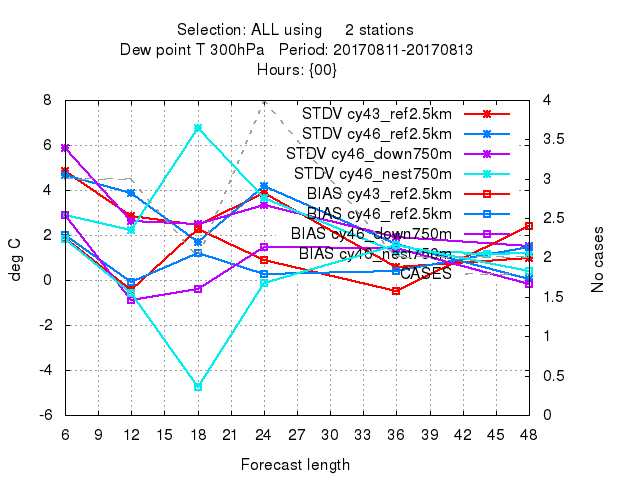 Selection: ALL using 2 stations
Dew point T 300hPa Period: 20170811-20170813
Hours: {00}
8 4
STDV cy43_ref2.5km
STDV cy46_ref2.5km
3.5
6
STDV cy46_down750m
STDV cy46_nest750m
3
4
BIAS cy43_ref2.5km
BIAS cy46_ref2.5km
2.5
2
BIAS cy46_down750m
BIAS cy46_nest750m
2
0
CASES
1.5
-2
1
-4
0.5
-6 0
deg C
No cases
6 9 12 15 18 21 24 27 30 33 36 39 42 45 48
Forecast length